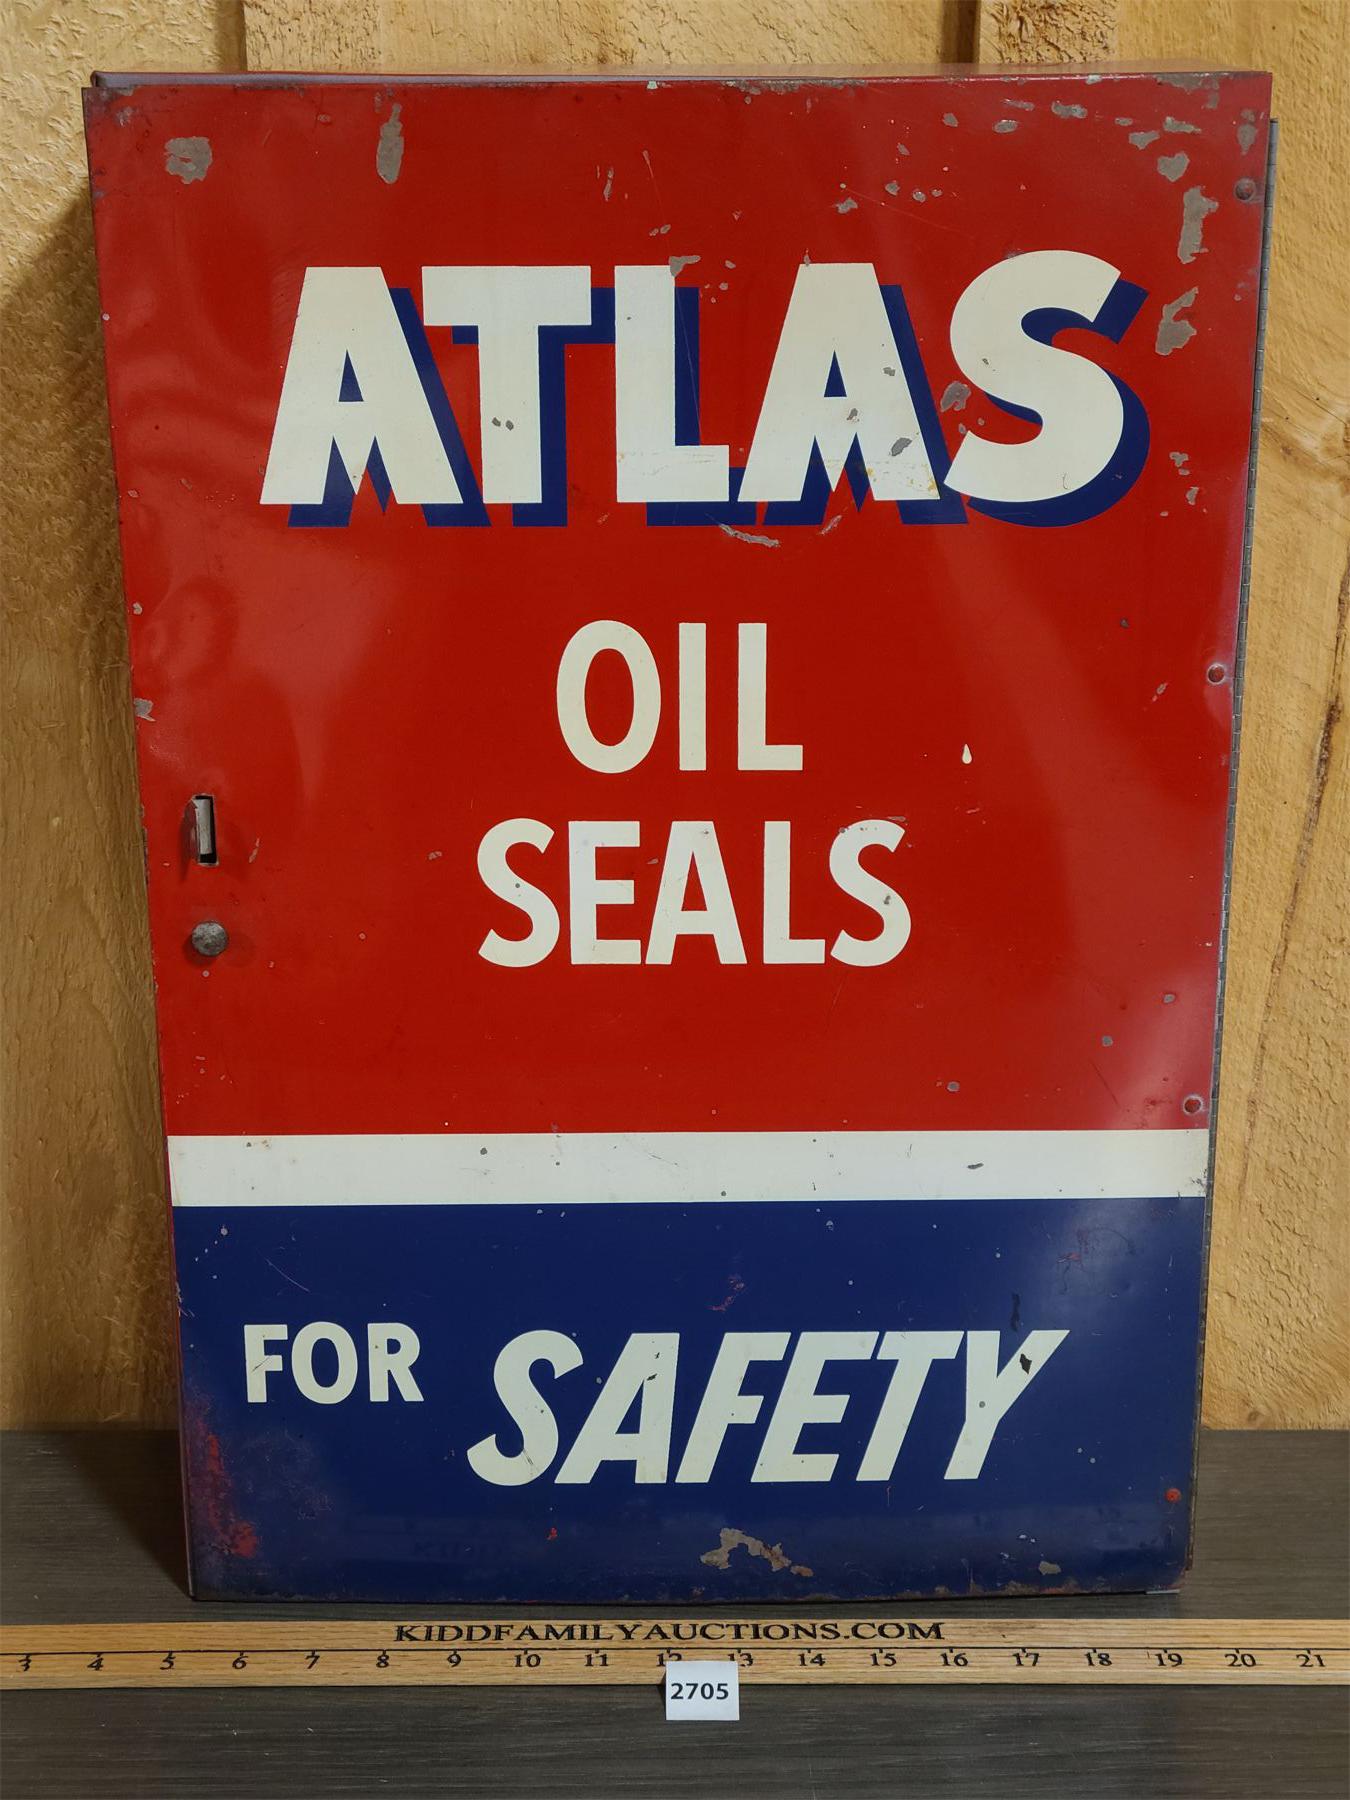 ATLAS
OIL
SEALS
FOR SAFETY
KIDDFAMILYAUCTIONS.COM
3 4 5 6 7 8 9 10 11 12 13 14 15 16 17 18 19 20 21
2705